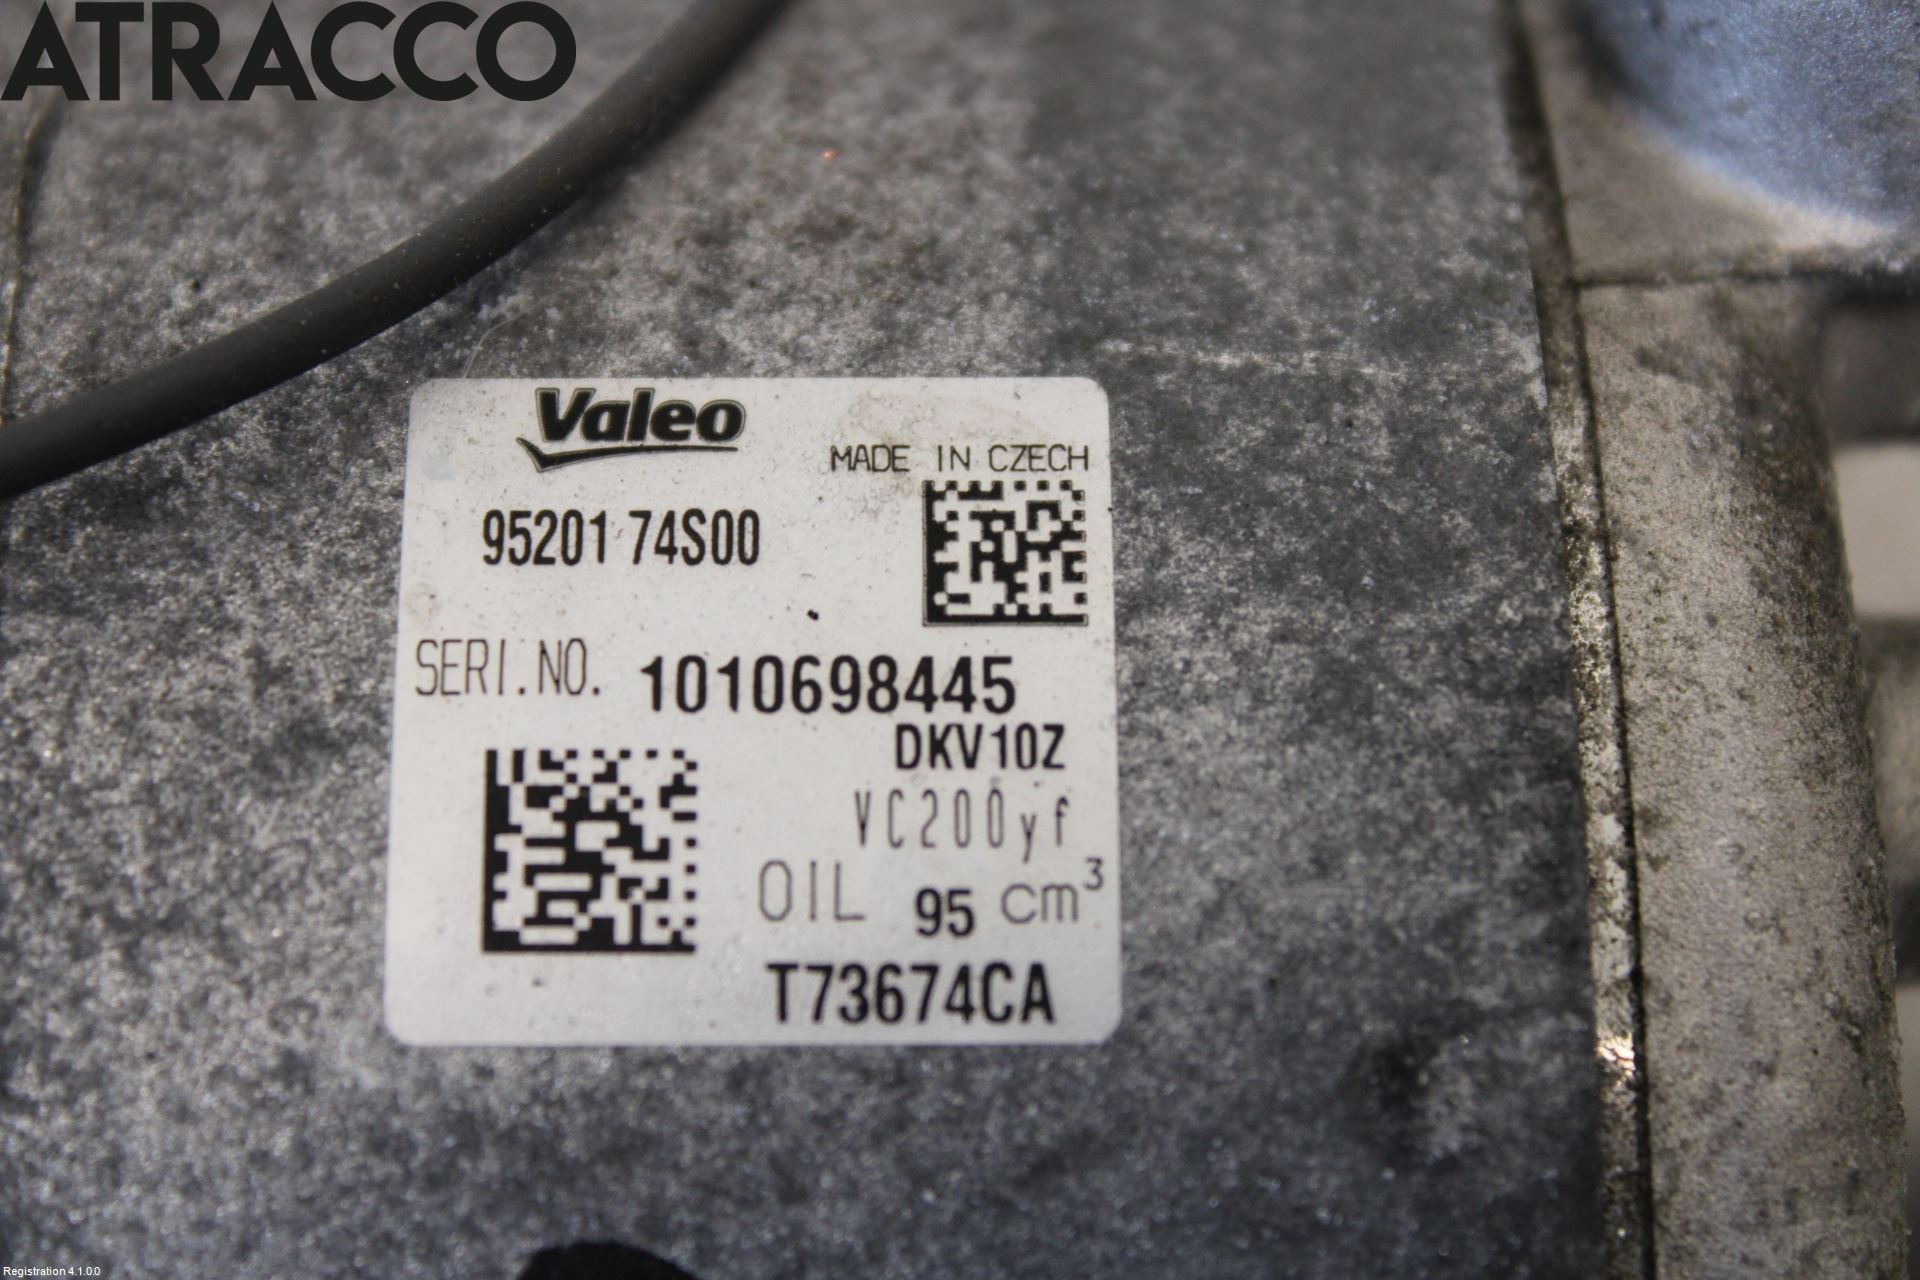 ATRACCO
Valeo
MADE IN CZECH
95201 74S00
SERI.NO. 1010698445
DKV10Z
VC200yf
OIL 95 cm³
T73674CA
Registration 4.1.0.0